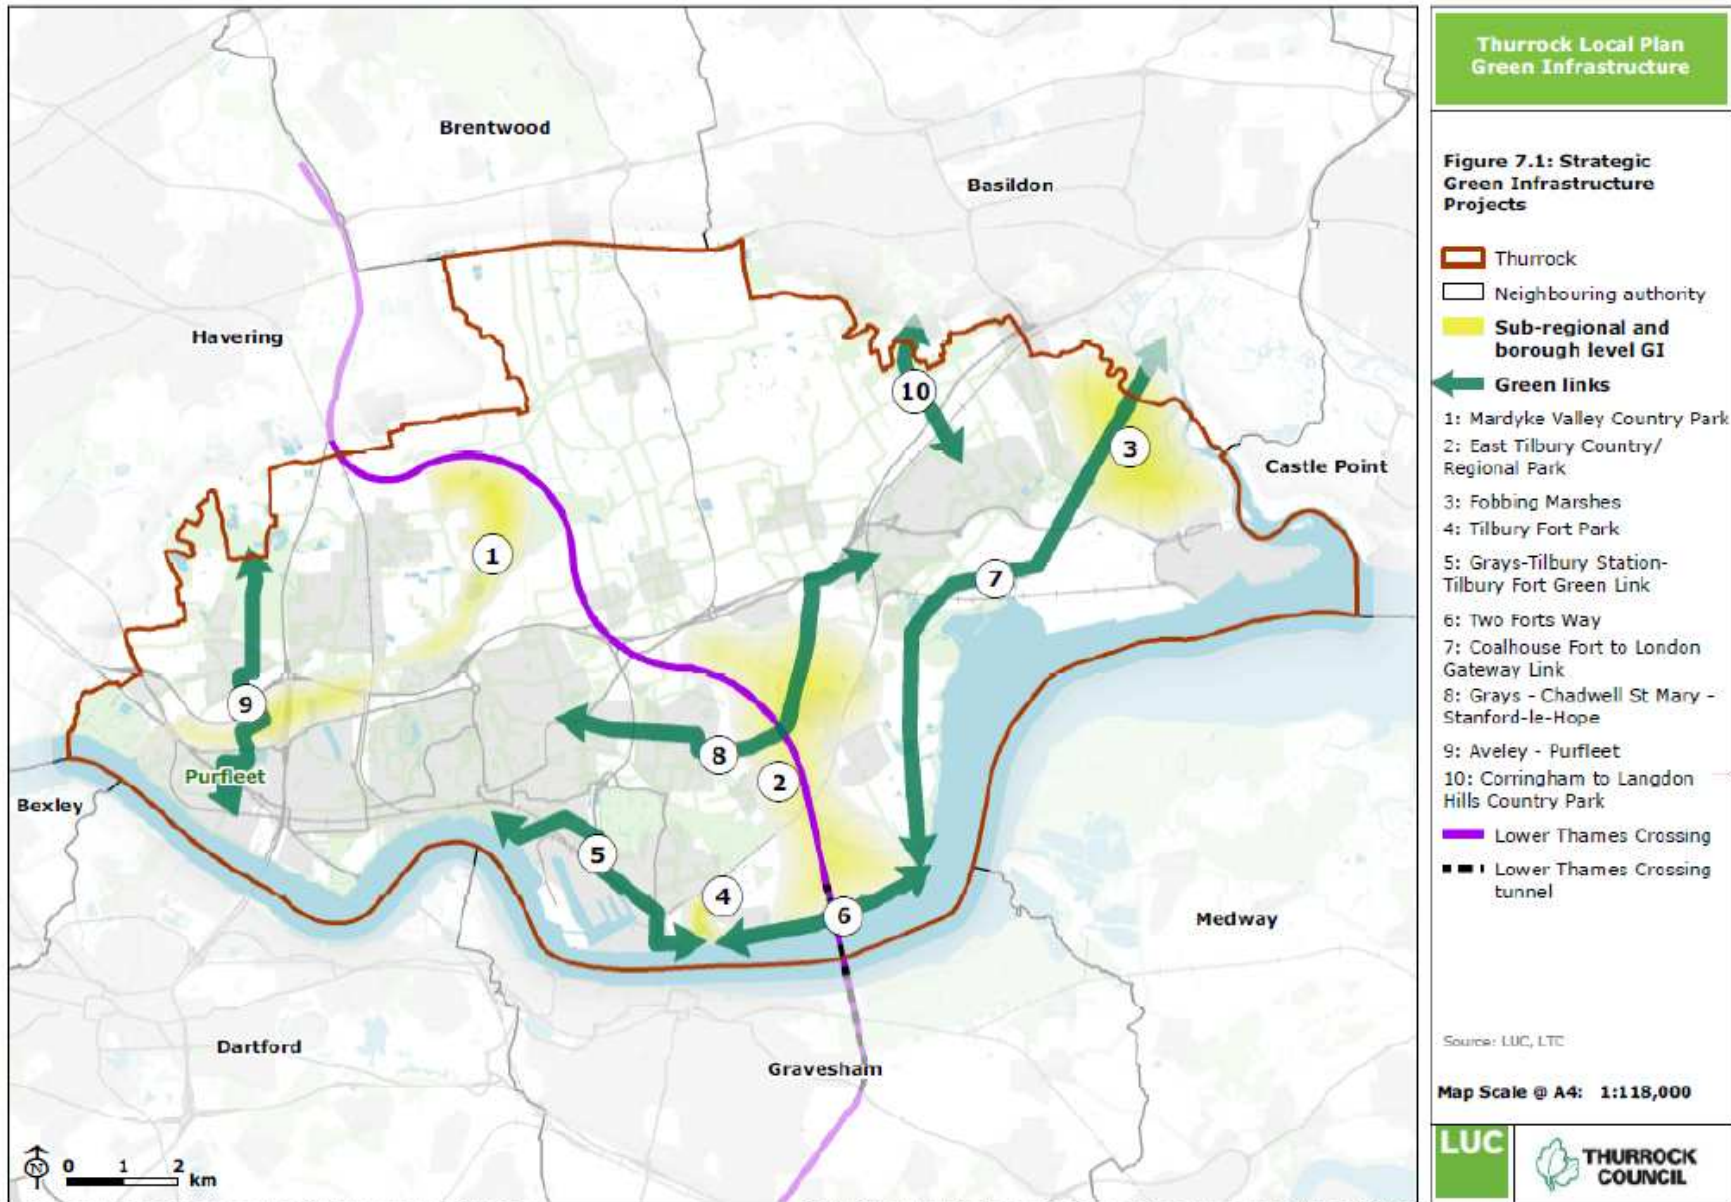 Brentwood
Basildon
Havering
Castle Point
Purfleet
Bexley
Medway
Dartford
Gravesham
1
2
3
4
5
6
7
8
9
10
N
0 1 2
km
Thurrock Local Plan
Green Infrastructure
Figure 7.1: Strategic
Green Infrastructure
Projects
Thurrock
Neighbouring authority
Sub-regional and
borough level GI
Green links
1: Mardyke Valley Country Park
2: East Tilbury Country/
Regional Park
3: Fobbing Marshes
4: Tilbury Fort Park
5: Grays-Tilbury Station-
Tilbury Fort Green Link
6: Two Forts Way
7: Coalhouse Fort to London
Gateway Link
8: Grays - Chadwell St Mary -
Stanford-le-Hope
9: Aveley - Purfleet
10: Corringham to Langdon
Hills Country Park
Lower Thames Crossing
Lower Thames Crossing
tunnel
Source: LUC, LTC
Map Scale @ A4: 1:118,000
LUC
THURROCK
COUNCIL